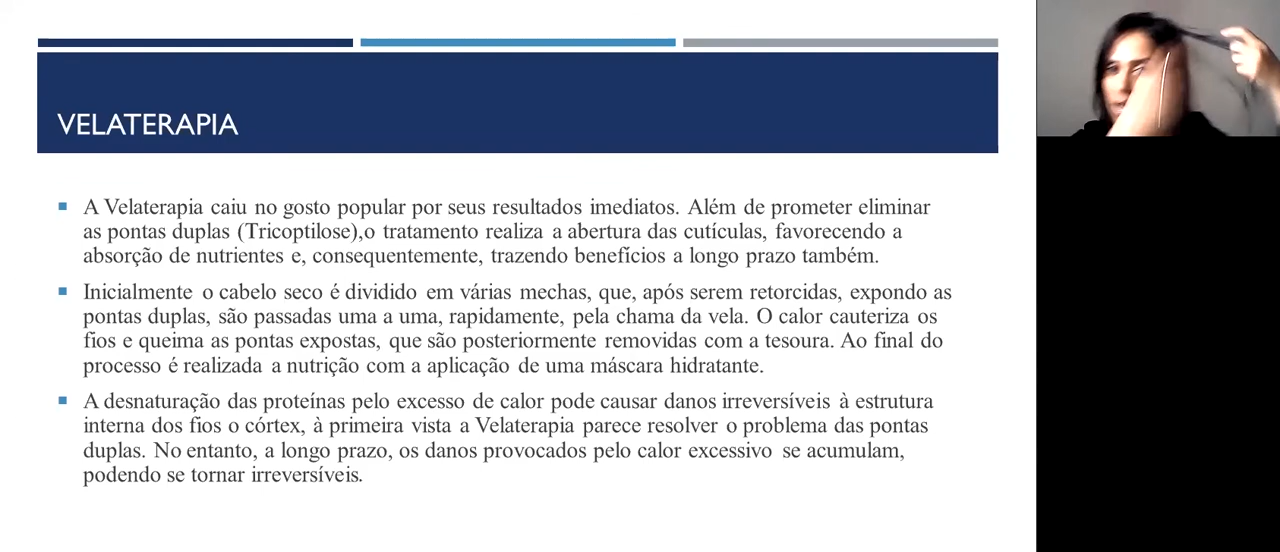 VELATERAPIA
A Velaterapia caiu no gosto popular por seus resultados imediatos. Além de prometer eliminar
as pontas duplas (Tricoptilose),o tratamento realiza a abertura das cutículas, favorecendo a
absorção de nutrientes e, consequentemente, trazendo benefícios a longo prazo também.
Inicialmente o cabelo seco é dividido em várias mechas, que, após serem retorcidas, expondo as
pontas duplas, são passadas uma a uma, rapidamente, pela chama da vela. O calor cauteriza os
fios e queima as pontas expostas, que são posteriormente removidas com a tesoura. Ao final do
processo é realizada a nutrição com a aplicação de uma máscara hidratante.
A desnaturação das proteínas pelo excesso de calor pode causar danos irreversíveis à estrutura
interna dos fios o córtex, à primeira vista a Velaterapia parece resolver o problema das pontas
duplas. No entanto, a longo prazo, os danos provocados pelo calor excessivo se acumulam,
podendo se tornar irreversíveis.